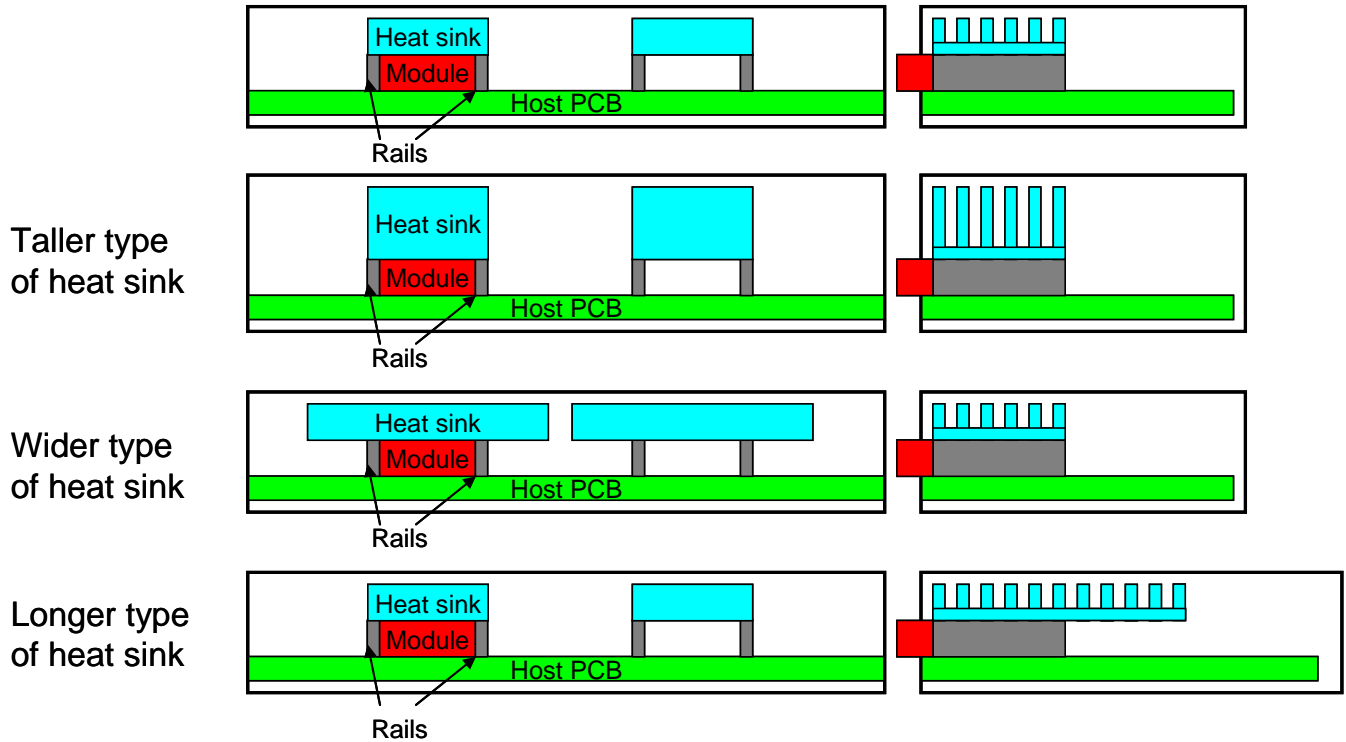 Heat sink
Module
Host PCB
Rails
Taller type
of heat sink
Heat sink
Module
Host PCB
Rails
Wider type
of heat sink
Heat sink
Module
Host PCB
Rails
Longer type
of heat sink
Heat sink
Module
Host PCB
Rails